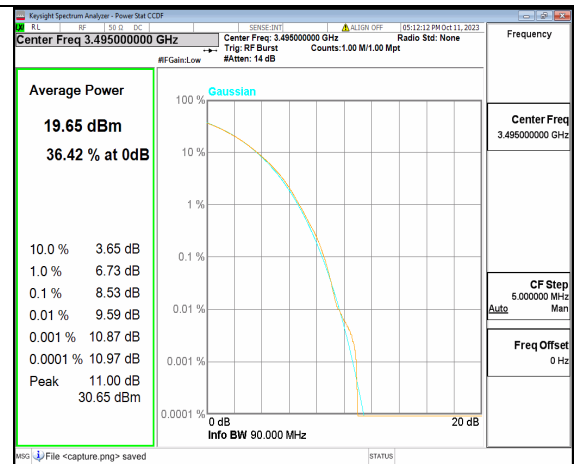 Keysight Spectrum Analyzer - Power Stat CCDF
RL RF 50 Ω DC SENSE:INT ALIGN OFF 05:12:12 PM Oct 11, 2023
Center Freq 3.495000000 GHz
Center Freq: 3.495000000 GHz Radio Std: None
Trig: RF Burst Counts:1.00 M/1.00 Mpt
#IFGain:Low #Atten: 14 dB
Frequency
Average Power
19.65 dBm
36.42 % at 0dB
10.0 % 3.65 dB
1.0 % 6.73 dB
0.1 % 8.53 dB
0.01 % 9.59 dB
0.001 % 10.87 dB
0.0001 % 10.97 dB
Peak 11.00 dB
30.65 dBm
Gaussian
100 %
10 %
1 %
0.1 %
0.01 %
0.001 %
0.0001 %
0 dB 20 dB
Info BW 90.000 MHz
Center Freq
3.495000000 GHz
CF Step
5.000000 MHz
Auto Man
Freq Offset
0 Hz
MSG File <capture.png> saved STATUS